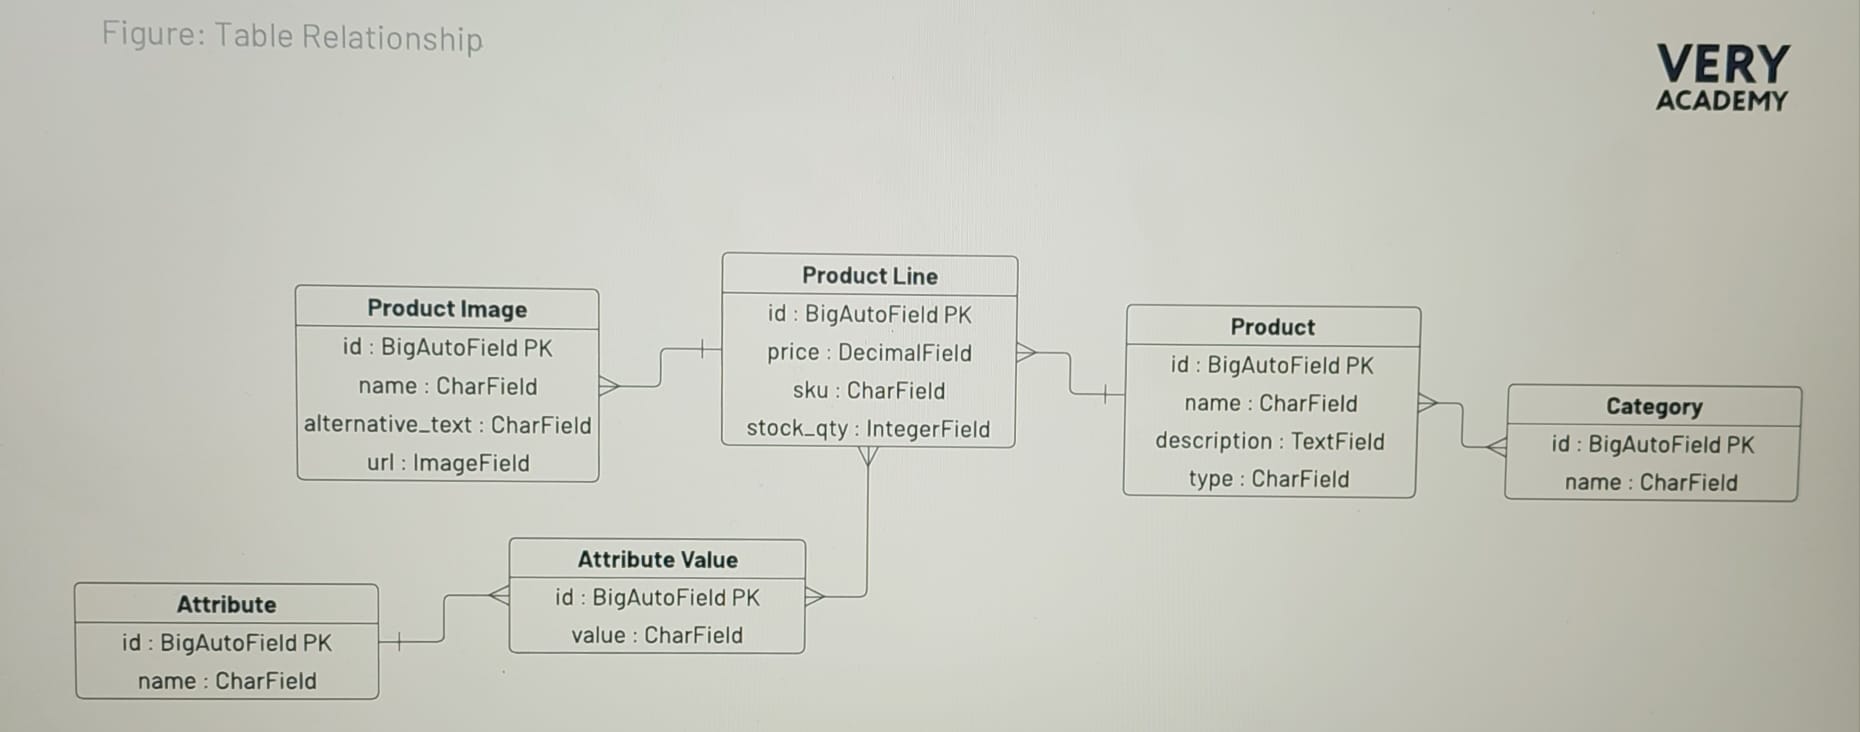 Figure: Table Relationship
VERY
ACADEMY
Product Image
id : BigAutoField PK
name : CharField
alternative_text : CharField
url : ImageField
Product Line
id : BigAutoField PK
price : DecimalField
sku : CharField
stock_qty : IntegerField
Product
id : BigAutoField PK
name : CharField
description : TextField
type : CharField
Category
id : BigAutoField PK
name : CharField
Attribute
id : BigAutoField PK
name : CharField
Attribute Value
id : BigAutoField PK
value : CharField